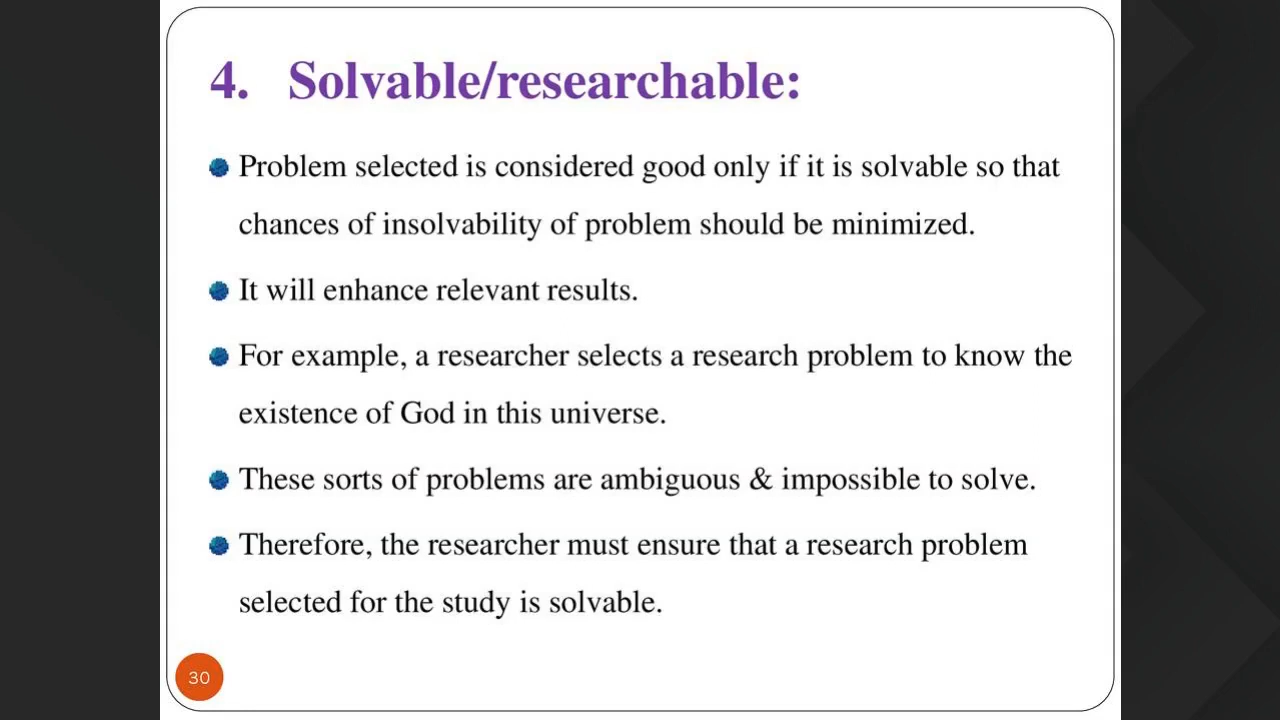 4. Solvable/researchable:
Problem selected is considered good only if it is solvable so that
chances of insolvability of problem should be minimized.
It will enhance relevant results.
For example, a researcher selects a research problem to know the
existence of God in this universe.
These sorts of problems are ambiguous & impossible to solve.
Therefore, the researcher must ensure that a research problem
selected for the study is solvable.
30